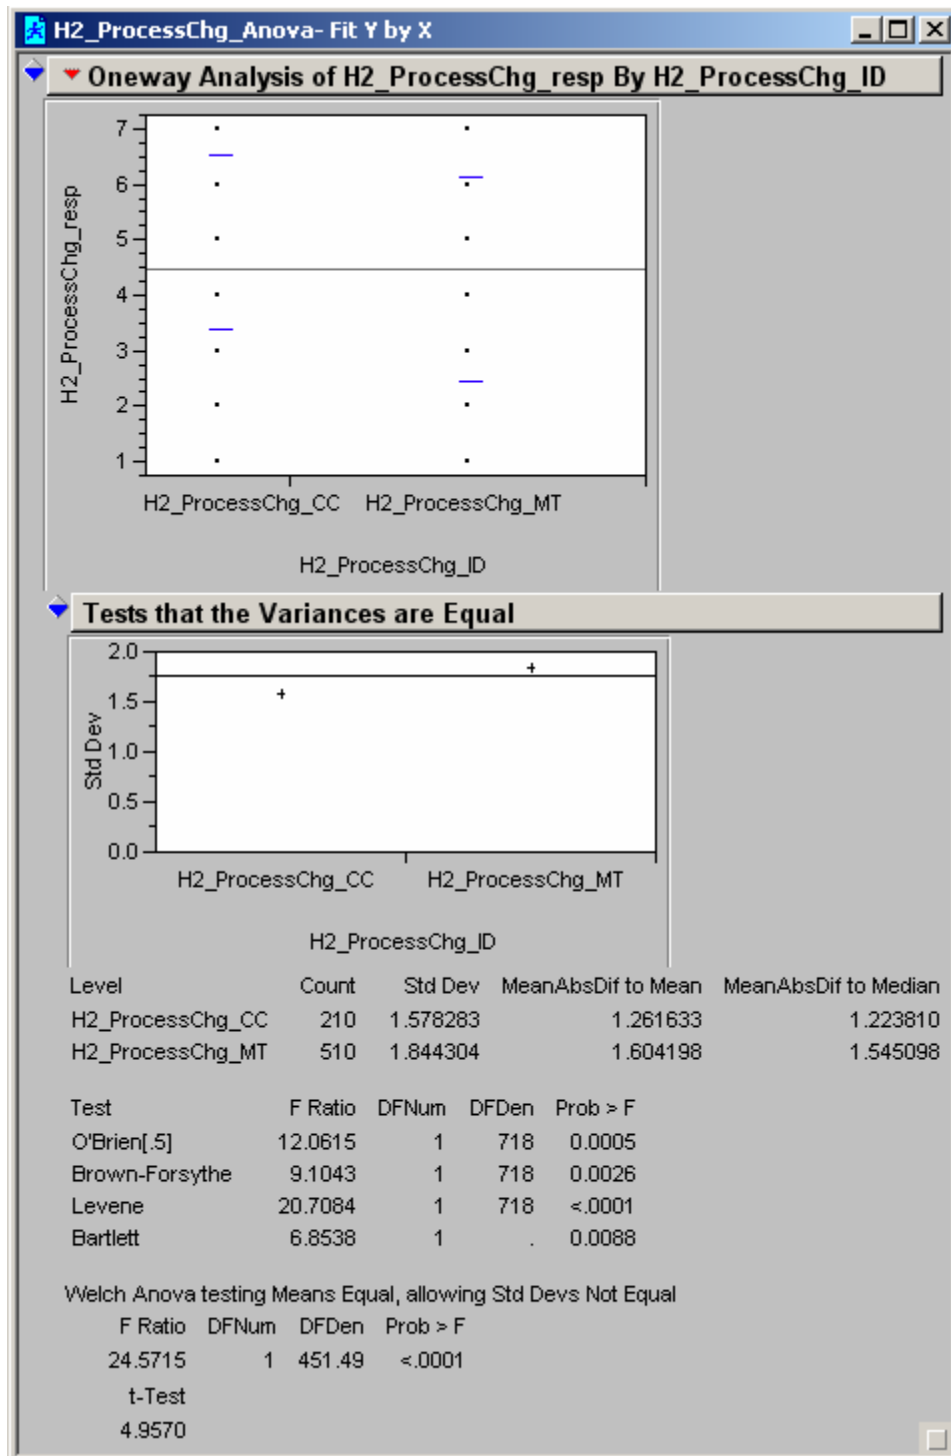 H2_ProcessChg_Anova- Fit Y by X
Oneway Analysis of H2_ProcessChg_resp By H2_ProcessChg_ID
H2_ProcessChg_resp
7
6
5
4
3
2
1
H2_ProcessChg_CC H2_ProcessChg_MT
H2_ProcessChg_ID
Tests that the Variances are Equal
Std Dev
2.0
1.5
1.0
0.5
0.0
H2_ProcessChg_CC H2_ProcessChg_MT
H2_ProcessChg_ID
Level Count Std Dev MeanAbsDif to Mean MeanAbsDif to Median
H2_ProcessChg_CC 210 1.578283 1.261633 1.223810
H2_ProcessChg_MT 510 1.844304 1.604198 1.545098
Test F Ratio DFNum DFDen Prob > F
O'Brien[.5] 12.0615 1 718 0.0005
Brown-Forsythe 9.1043 1 718 0.0026
Levene 20.7084 1 718 <.0001
Bartlett 6.8538 1 . 0.0088
Welch Anova testing Means Equal, allowing Std Devs Not Equal
F Ratio DFNum DFDen Prob > F
24.5715 1 451.49 <.0001
t-Test
4.9570